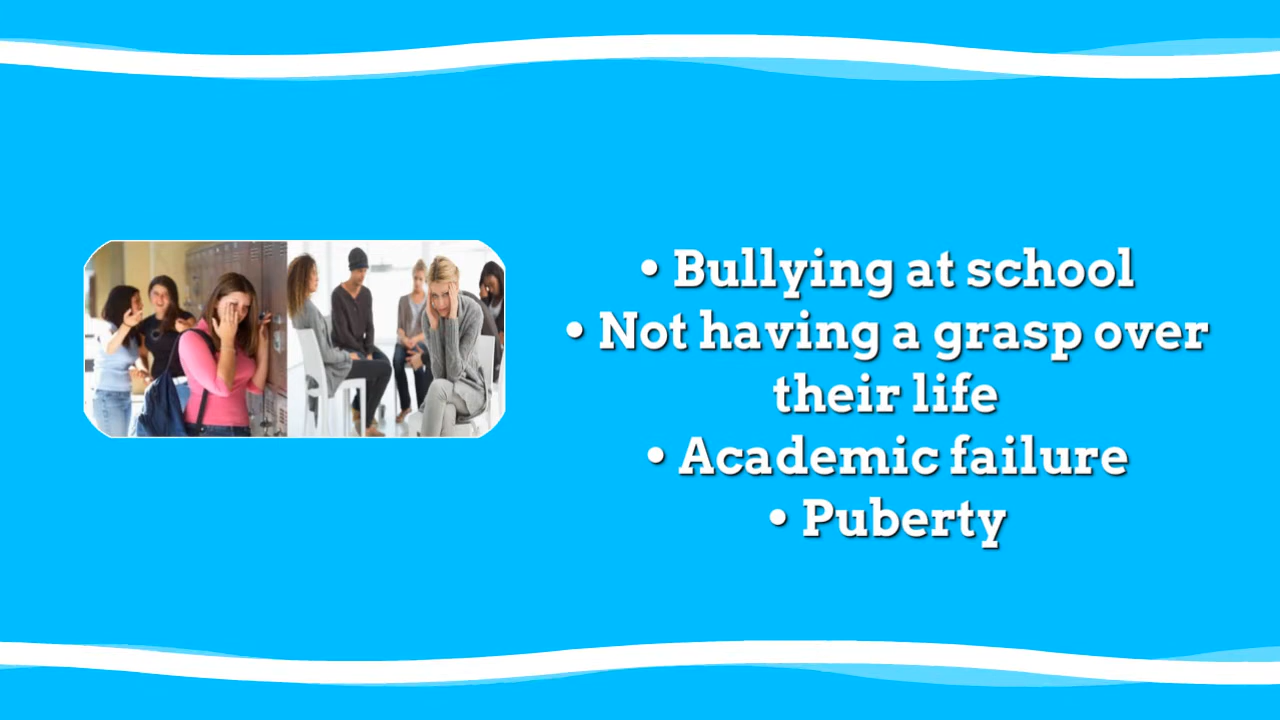 • Bullying at school
• Not having a grasp over
their life
• Academic failure
• Puberty